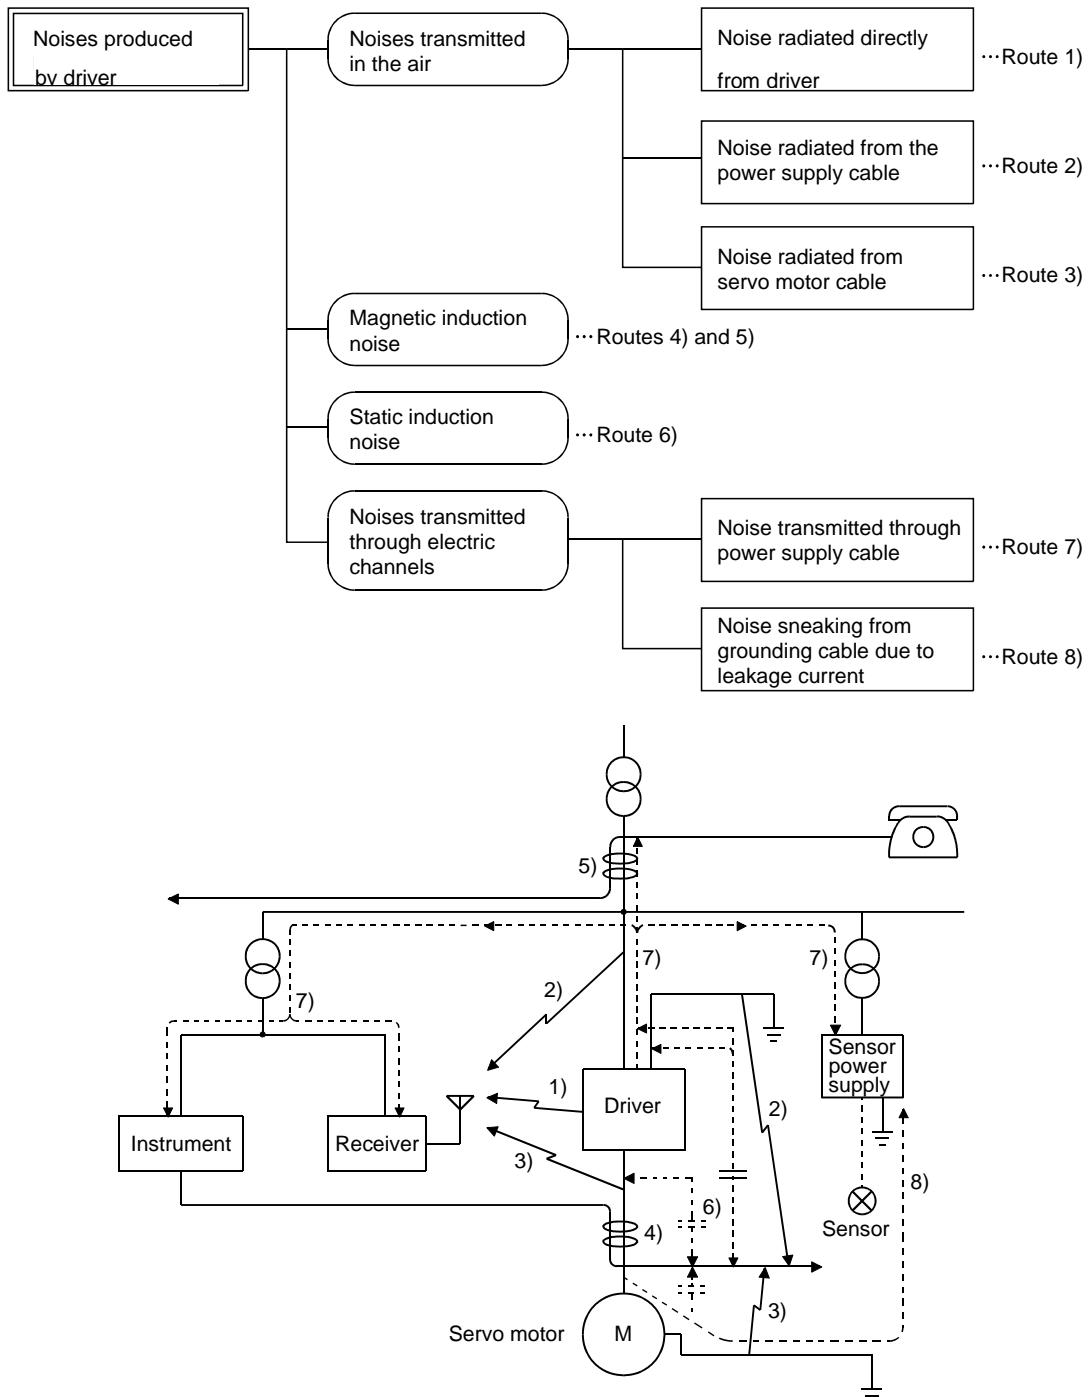 Noises produced
by driver
Noises transmitted
in the air
Noise radiated directly
from driver
···Route 1)
Noise radiated from the
power supply cable
···Route 2)
Noise radiated from
servo motor cable
···Route 3)
Magnetic induction
noise
···Routes 4) and 5)
Static induction
noise
···Route 6)
Noises transmitted
through electric
channels
Noise transmitted through
power supply cable
···Route 7)
Noise sneaking from
grounding cable due to
leakage current
···Route 8)
5)
7)
7)
2)
7)
Sensor
power
supply
1)
Driver
2)
Instrument
Receiver
3)
6)
8)
4)
Sensor
3)
Servo motor
M